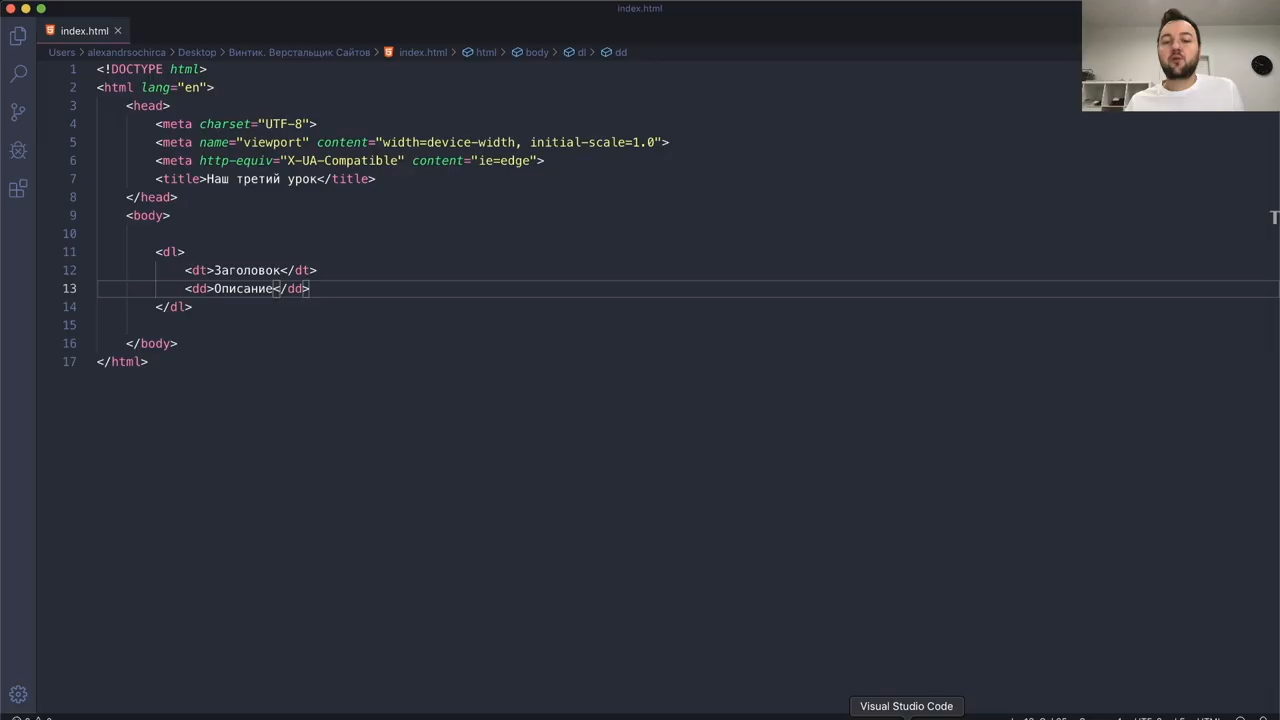 index.html
index.html
Users > alexandrsochirca > Desktop > Винтик. Верстальщик Сайтов > index.html > html > body > dl > dd
1 <!DOCTYPE html>
2 <html lang="en">
3 <head>
4 <meta charset="UTF-8">
5 <meta name="viewport" content="width=device-width, initial-scale=1.0">
6 <meta http-equiv="X-UA-Compatible" content="ie=edge">
7 <title>Наш третий урок</title>
8 </head>
9 <body>
10
11 <dl>
12 <dt>Заголовок</dt>
13 <dd>Описание</dd>
14 </dl>
15
16 </body>
17 </html>
Visual Studio Code